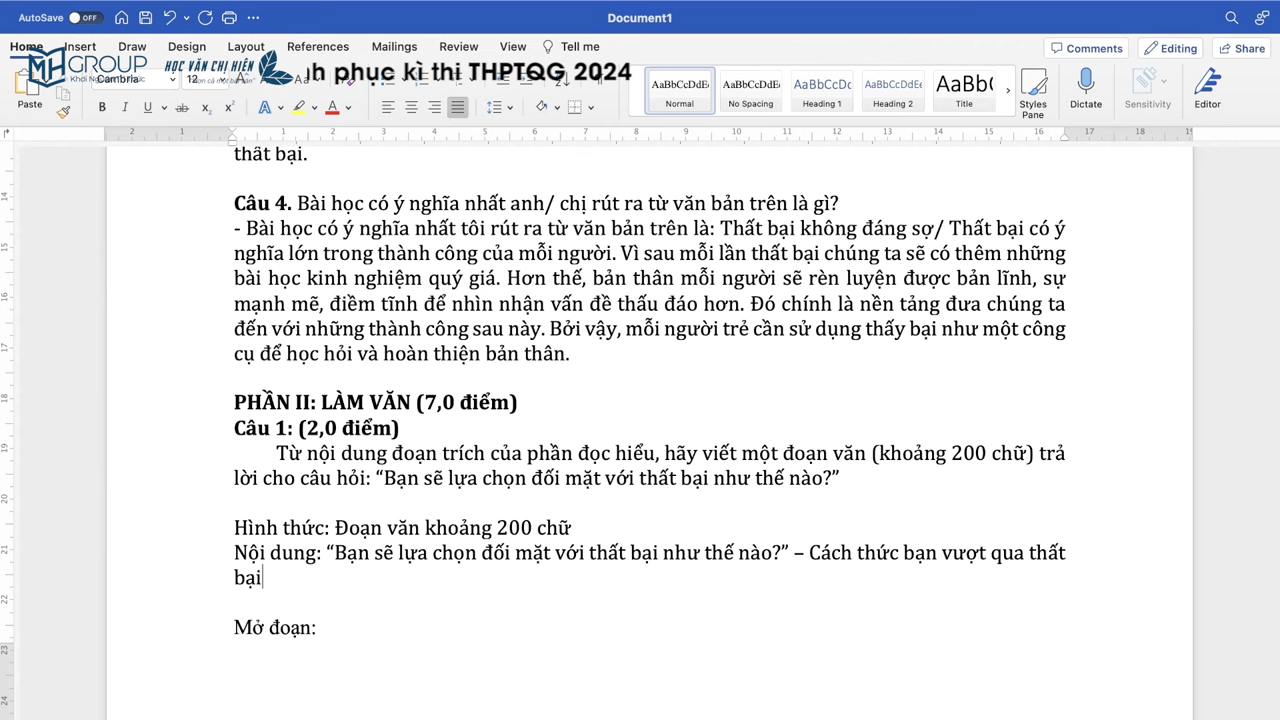 AutoSave OFF Document1
Home Insert Draw Design Layout References Mailings Review View Tell me Comments Editing Share
MH GROUP HỌC VĂN CHỊ HIÊN h phục kì thi THPTQG 2024
Paste Cambria 12 AaBbCcDdE Normal AaBbCcDdE No Spacing AaBbCcDd Heading 1 AaBbCcDdE Heading 2 AaBb( Title Styles Pane Dictate Sensitivity Editor
thất bại.
Câu 4. Bài học có ý nghĩa nhất anh/ chị rút ra từ văn bản trên là gì?
- Bài học có ý nghĩa nhất tôi rút ra từ văn bản trên là: Thất bại không đáng sợ/ Thất bại có ý
nghĩa lớn trong thành công của mỗi người. Vì sau mỗi lần thất bại chúng ta sẽ có thêm những
bài học kinh nghiệm quý giá. Hơn thế, bản thân mỗi người sẽ rèn luyện được bản lĩnh, sự
mạnh mẽ, điềm tĩnh để nhìn nhận vấn đề thấu đáo hơn. Đó chính là nền tảng đưa chúng ta
đến với những thành công sau này. Bởi vậy, mỗi người trẻ cần sử dụng thấy bại như một công
cụ để học hỏi và hoàn thiện bản thân.
PHẦN II: LÀM VĂN (7,0 điểm)
Câu 1: (2,0 điểm)
Từ nội dung đoạn trích của phần đọc hiểu, hãy viết một đoạn văn (khoảng 200 chữ) trả
lời cho câu hỏi: “Bạn sẽ lựa chọn đối mặt với thất bại như thế nào?”
Hình thức: Đoạn văn khoảng 200 chữ
Nội dung: “Bạn sẽ lựa chọn đối mặt với thất bại như thế nào?” – Cách thức bạn vượt qua thất
bại
Mở đoạn: